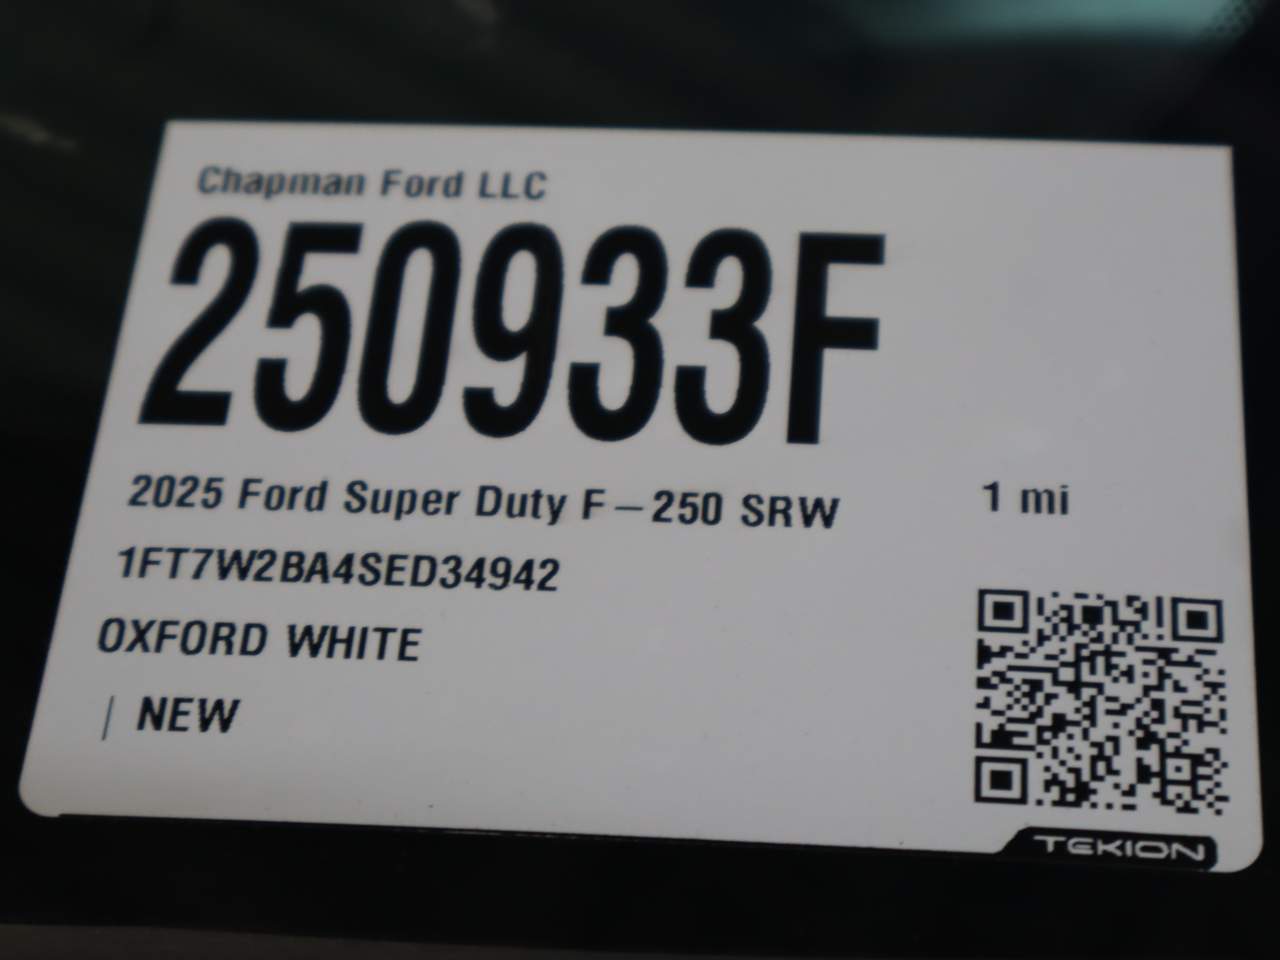 Chapman Ford LLC
250933F
2025 Ford Super Duty F-250 SRW 1 mi
1FT7W2BA4SED34942
OXFORD WHITE
| NEW
TEKION